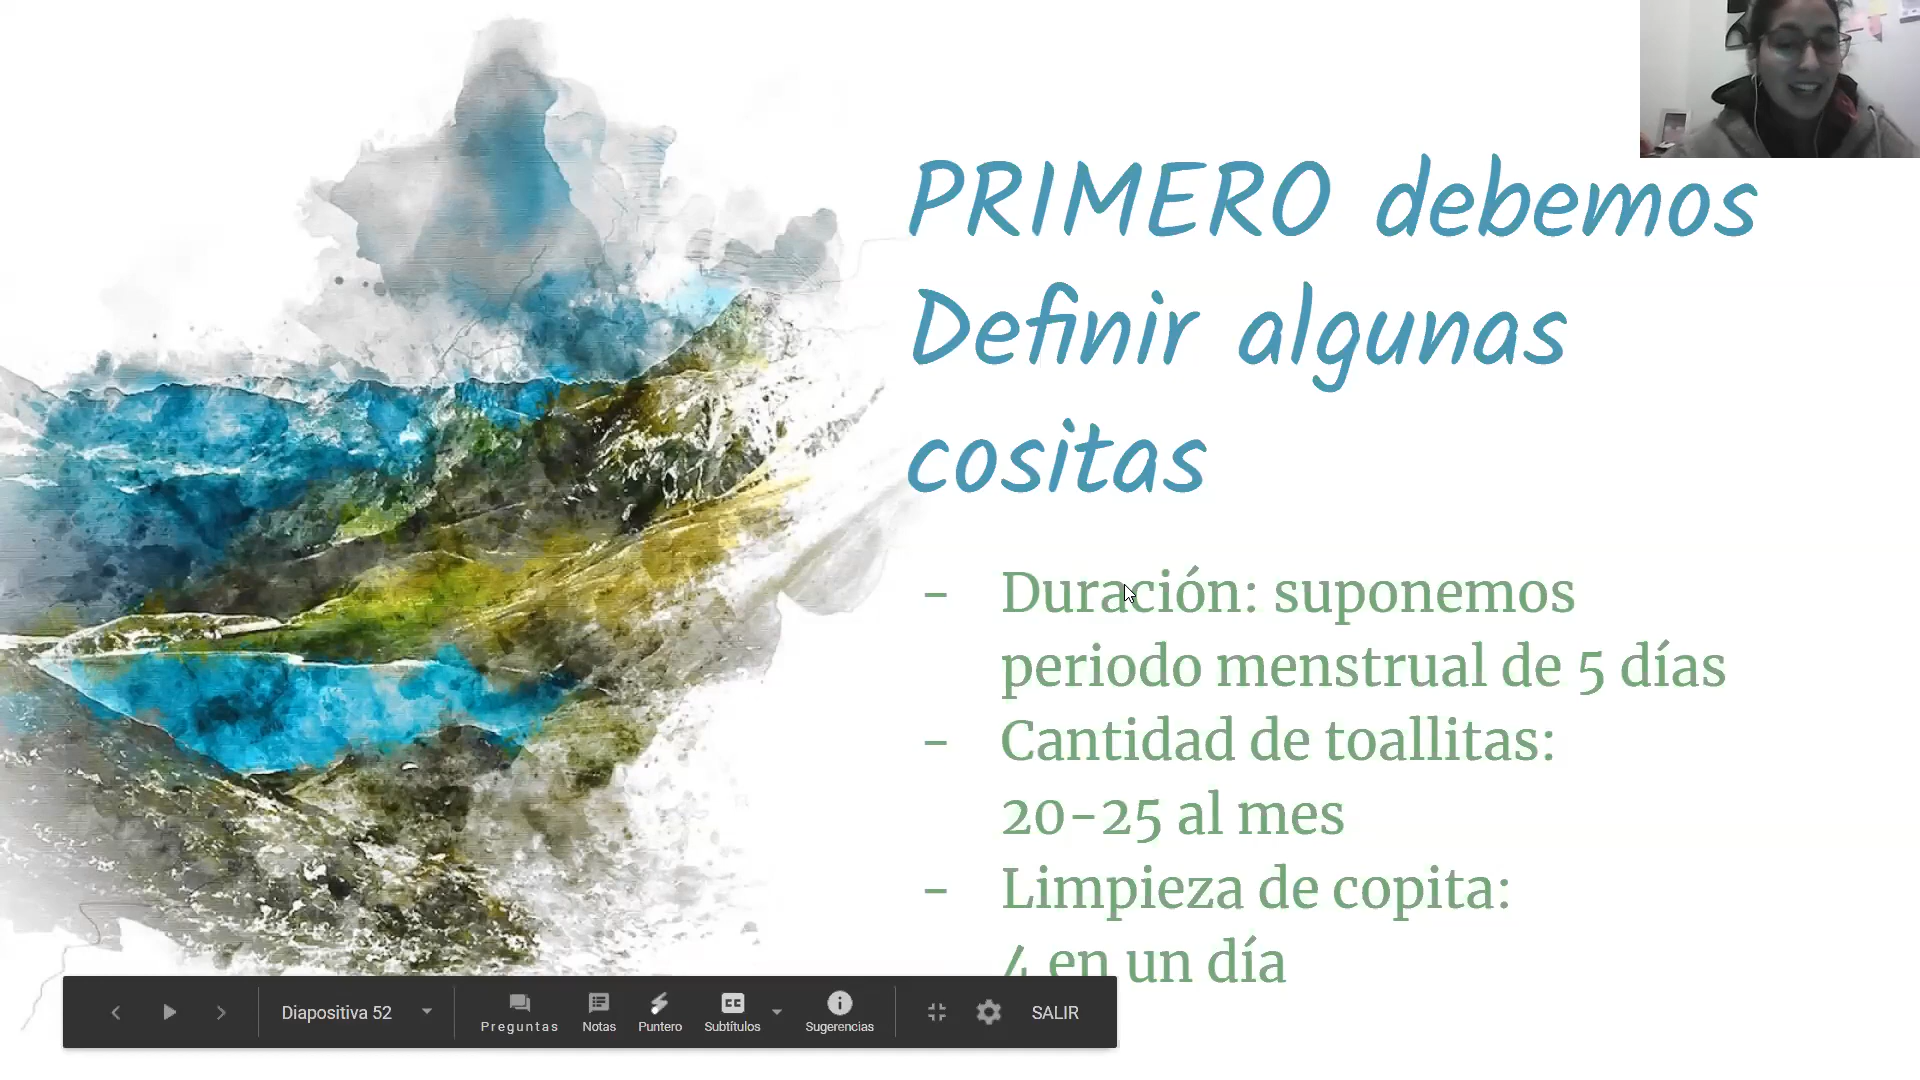 PRIMERO debemos
Definir algunas
cositas
- Duración: suponemos
periodo menstrual de 5 días
- Cantidad de toallitas:
20-25 al mes
- Limpieza de copita:
4 en un día
Diapositiva 52
Preguntas
Notas
Puntero
Subtítulos
Sugerencias
SALIR